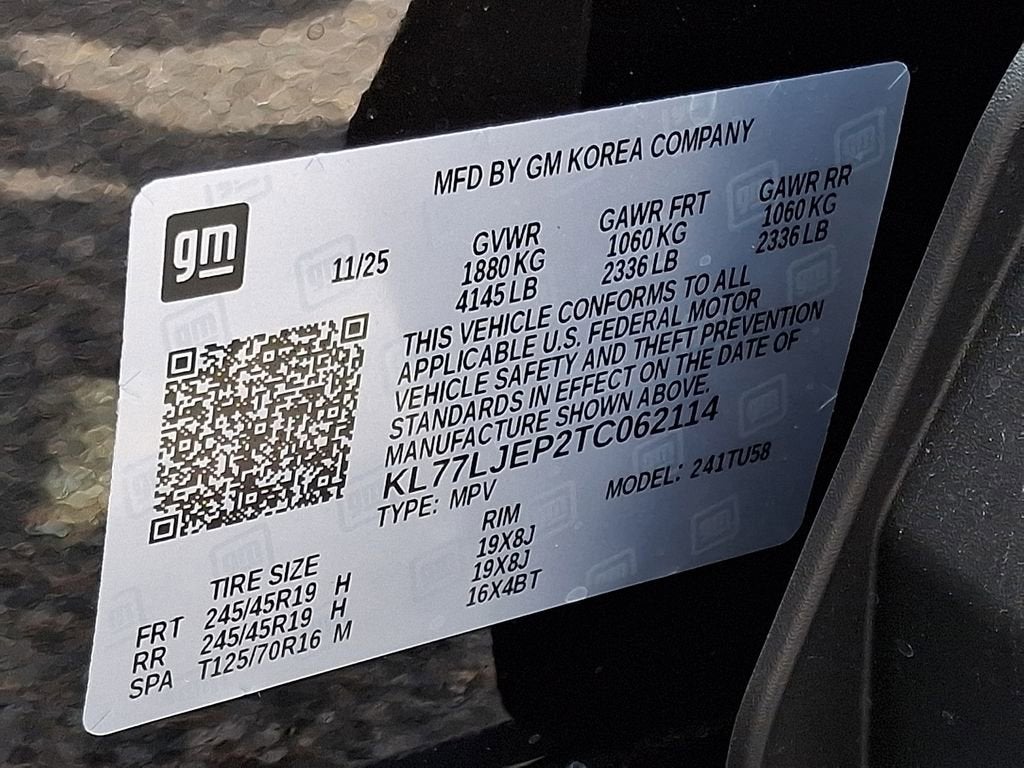 MFD BY GM KOREA COMPANY
gm
11/25
GVWR
1880 KG
4145 LB
GAWR FRT
1060 KG
2336 LB
GAWR RR
1060 KG
2336 LB
THIS VEHICLE CONFORMS TO ALL
APPLICABLE U.S. FEDERAL MOTOR
VEHICLE SAFETY AND THEFT PREVENTION
STANDARDS IN EFFECT ON THE DATE OF
MANUFACTURE SHOWN ABOVE.
KL77LJEP2TC062114
TYPE: MPV
MODEL: 241TU58
TIRE SIZE
RIM
FRT 245/45R19 H 19X8J
RR 245/45R19 H 19X8J
SPA T125/70R16 M 16X4BT